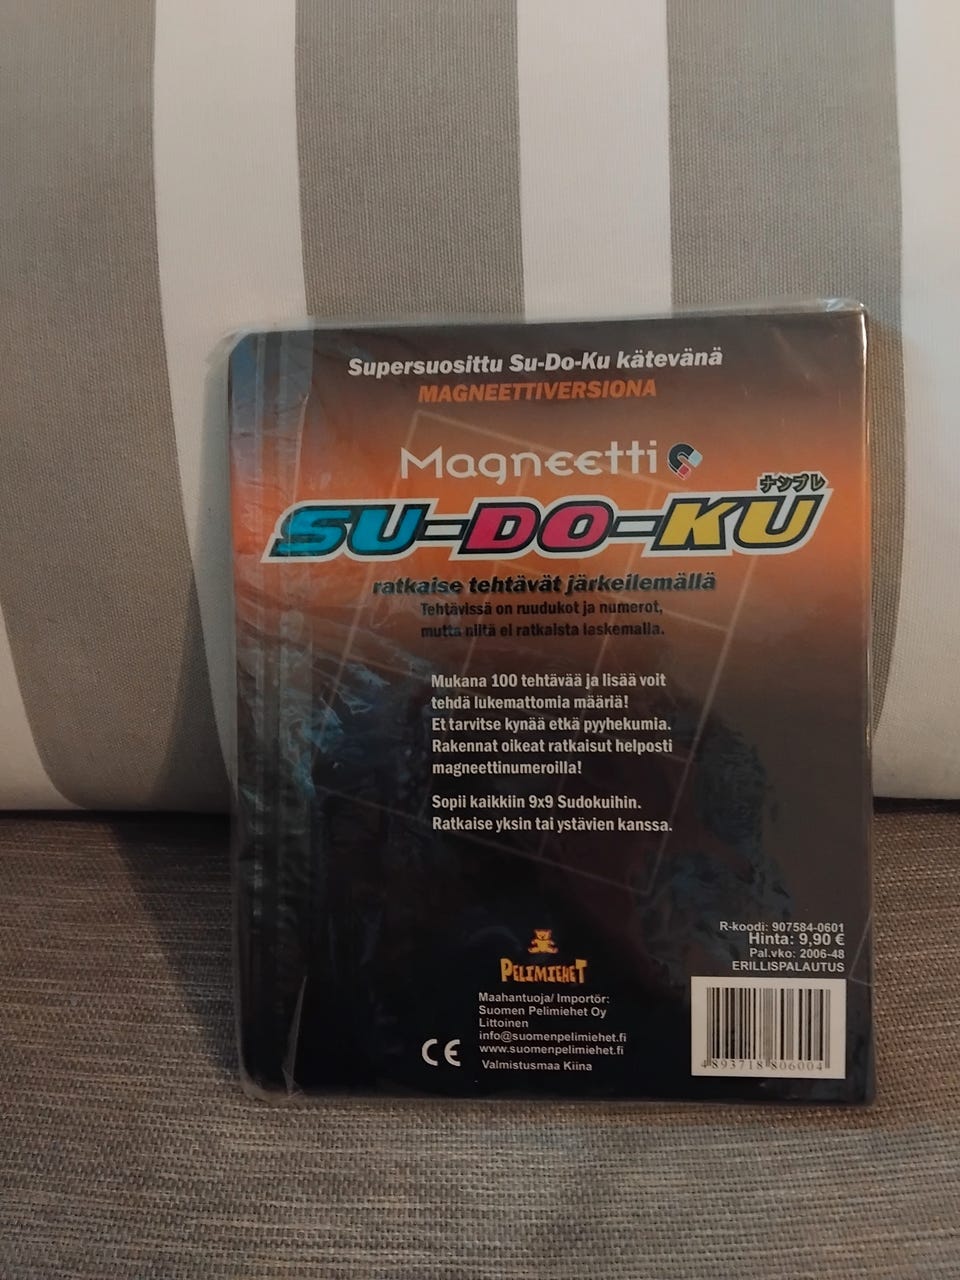 Supersuosittu Su-Do-Ku kätevänä
MAGNEETTIVERSIONA
Magneetti
ナンプレ
SU-DO-KU
ratkaise tehtävät järkeilemällä
Tehtävissä on ruudukot ja numerot,
mutta niitä ei ratkaista laskemalla.
Mukana 100 tehtävää ja lisää voit
tehdä lukemattomia määriä!
Et tarvitse kynää etkä pyyhekumia.
Rakennat oikeat ratkaisut helposti
magneettinumeroilla!
Sopii kaikkiin 9x9 Sudokuihin.
Ratkaise yksin tai ystävien kanssa.
R-koodi: 907584-0601
Hinta: 9,90 €
Pal.vko: 2006-48
ERILLISPALAUTUS
PELIMIEHET
Maahantuoja/ Importör:
Suomen Pelimiehet Oy
Littoinen
info@suomenpelimiehet.fi
www.suomenpelimiehet.fi
Valmistusmaa Kiina
CE
4 893718 806004